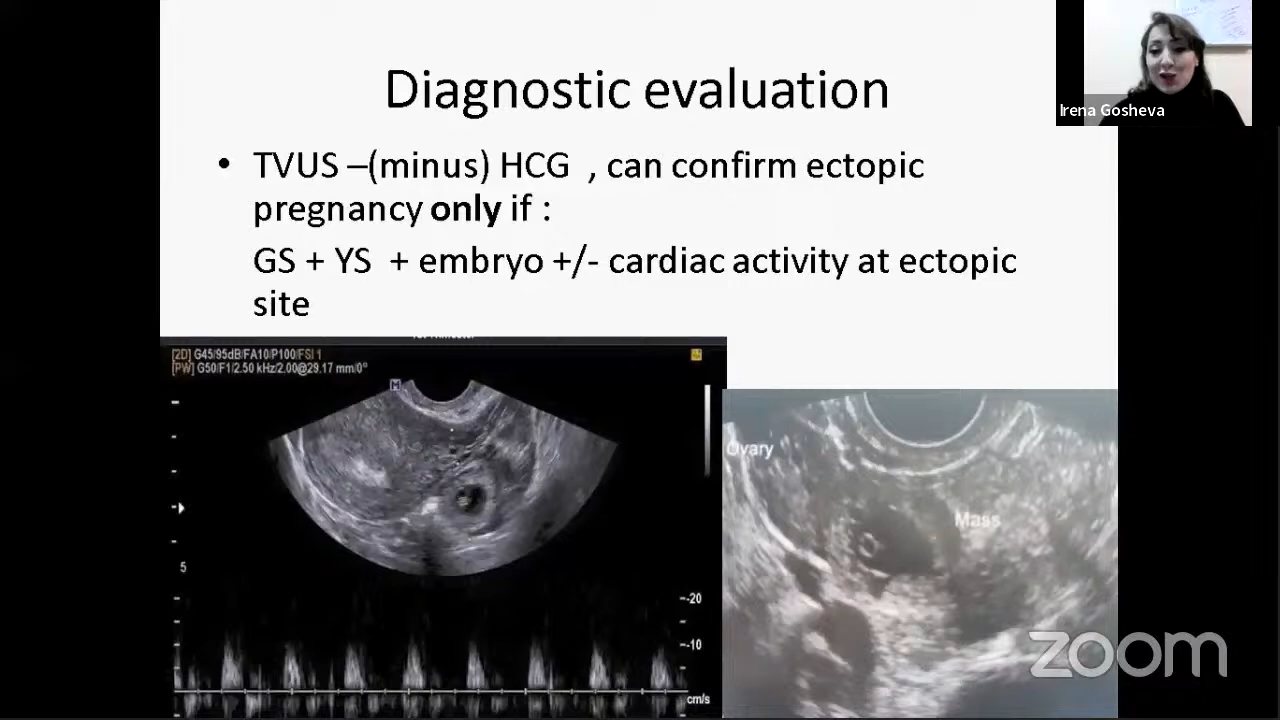 Diagnostic evaluation
Irena Gosheva
• TVUS –(minus) HCG , can confirm ectopic
pregnancy only if :
GS + YS + embryo +/- cardiac activity at ectopic
site
[2D] G45/95dB/FA10/P100/FSI 1
[PW] G50/F1/2.50 kHz/2.00@29.17 mm/0°
M
Ovary
Mass
5
-20
-10
cm/s
zoom